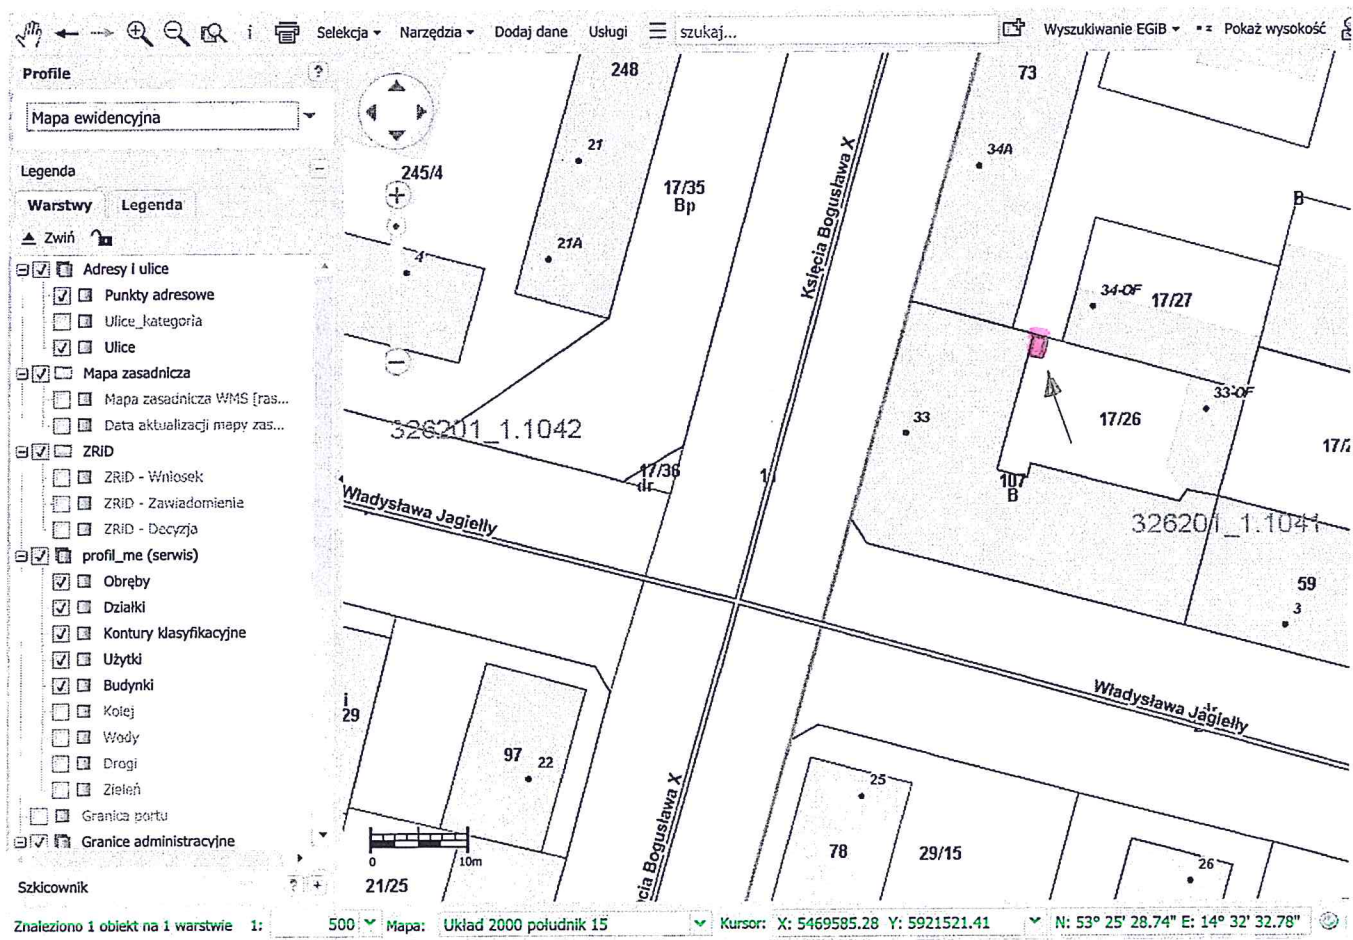 i Selekcja Narzędzia Dodaj dane Usługi szukaj... Wyszukiwanie EGiB Pokaż wysokość
Profile ?
Mapa ewidencyjna
Legenda
Warstwy Legenda
Zwiń
Adresy i ulice
Punkty adresowe
Ulice_kategoria
Ulice
Mapa zasadnicza
Mapa zasadnicza WMS [ras...
Data aktualizacji mapy zas...
ZRiD
ZRiD - Wniosek
ZRiD - Zawiadomienie
ZRiD - Decyzja
profil_me (serwis)
Obręby
Działki
Kontury klasyfikacyjne
Użytki
Budynki
Kolej
Wody
Drogi
Zieleń
Granica portu
Granice administracyjne
Szkicownik ? +
248
73
21
34A
245/4
17/35
Bp
Księcia Bogusława X
B
21A
4
34-OF
17/27
33-OF
33
17/26
326201_1.1042
17/2
17/36
dr
107
B
Władysława Jagiełły
326201_1.1041
59
3
29
Władysława Jagiełły
97
22
25
cia Bogusława X
78
29/15
26
0 10m
21/25
Znaleziono 1 obiekt na 1 warstwie 1: 500 Mapa: Układ 2000 południk 15 Kursor: X: 5469585.28 Y: 5921521.41 N: 53° 25' 28.74" E: 14° 32' 32.78"